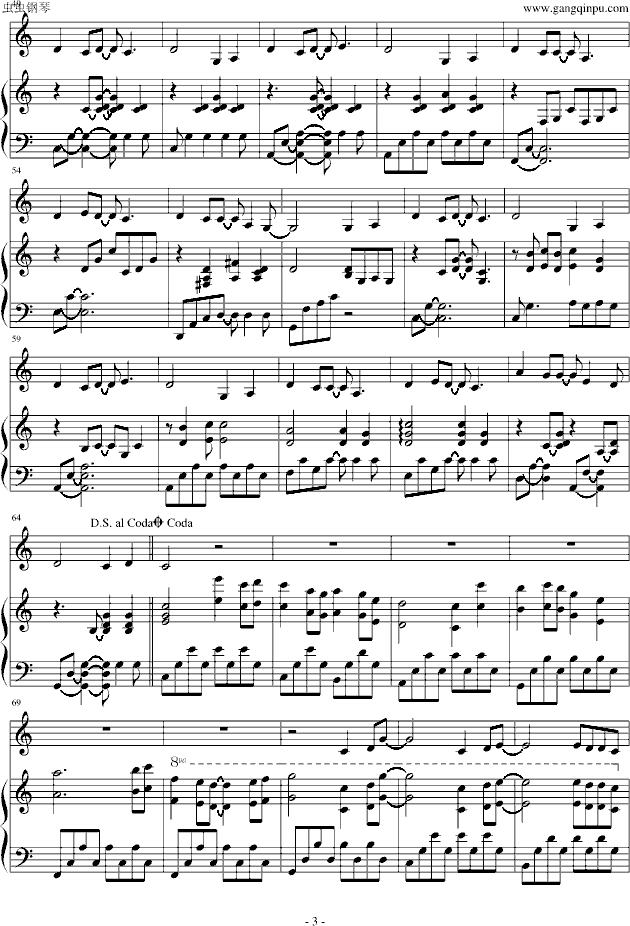 虫虫钢琴
www.gangqinpu.com
54
59
D.S. al Coda Coda
64
69
8va
- 3 -